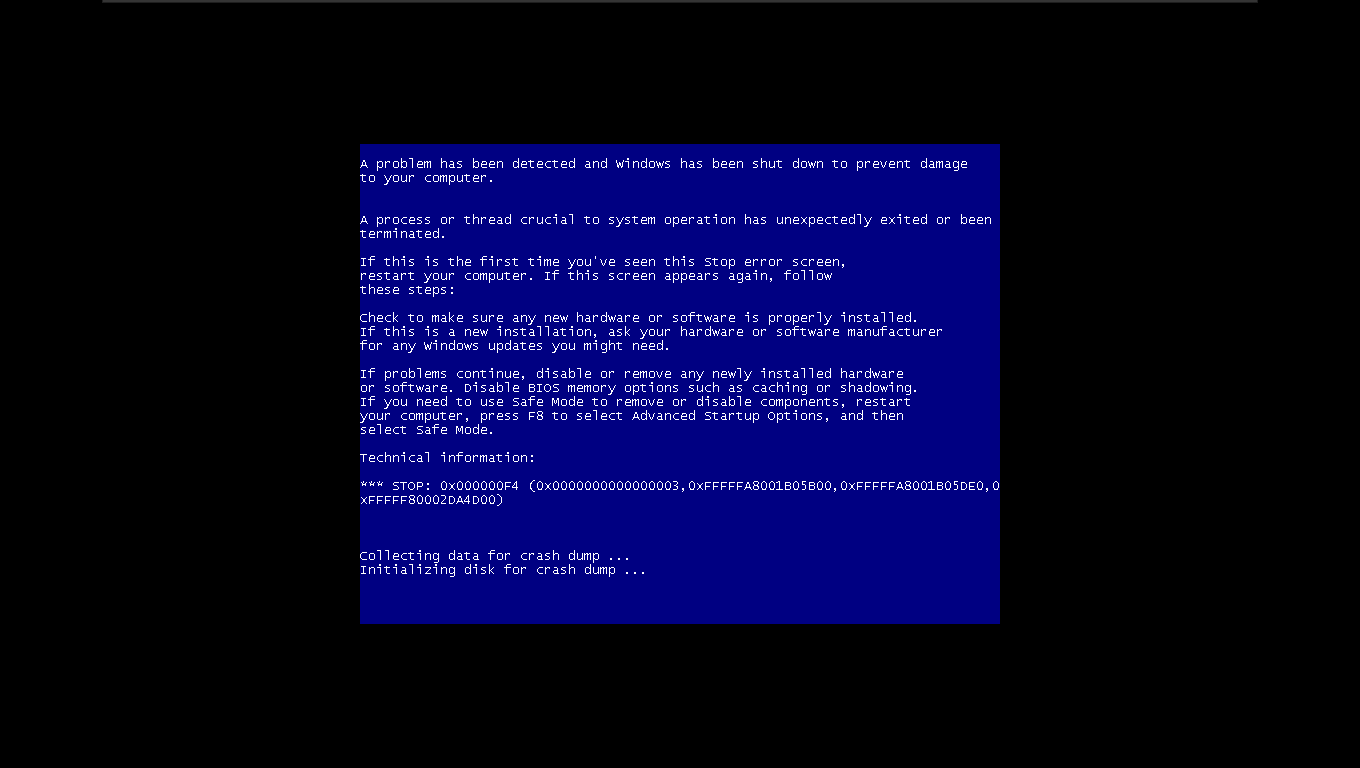 A problem has been detected and Windows has been shut down to prevent damage
to your computer.
A process or thread crucial to system operation has unexpectedly exited or been
terminated.
If this is the first time you've seen this Stop error screen,
restart your computer. If this screen appears again, follow
these steps:
Check to make sure any new hardware or software is properly installed.
If this is a new installation, ask your hardware or software manufacturer
for any Windows updates you might need.
If problems continue, disable or remove any newly installed hardware
or software. Disable BIOS memory options such as caching or shadowing.
If you need to use Safe Mode to remove or disable components, restart
your computer, press F8 to select Advanced Startup Options, and then
select Safe Mode.
Technical information:
*** STOP: 0x000000F4 (0x0000000000000003,0xFFFFFA8001B05B00,0xFFFFFA8001B05DE0,0
xFFFFF80002DA4D00)
Collecting data for crash dump ...
Initializing disk for crash dump ...